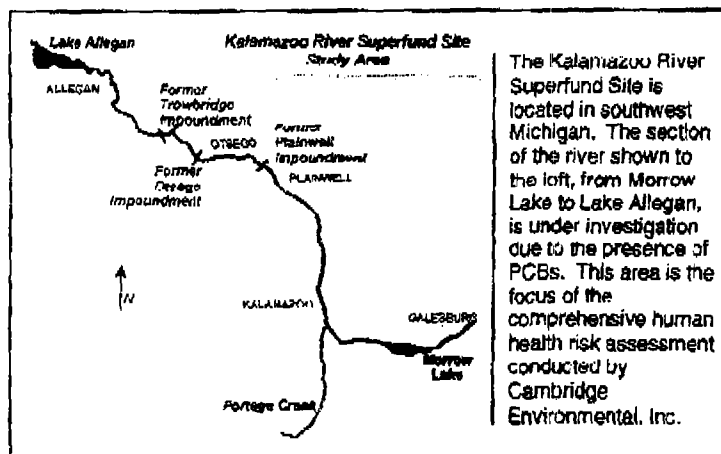 Lake Allegan
Kalamazoo River Superfund Site
Study Area
ALLEGAN
Former
Trowbridge
Impoundment
OTSEGO
Former
Plainwell
Impoundment
PLAINWELL
Former
Otsego
Impoundment
N
KALAMAZOO
GALESBURG
Morrow
Lake
Portage Creek
The Kalamazoo River
Superfund Site is
located in southwest
Michigan. The section
of the river shown to
the left, from Morrow
Lake to Lake Allegan,
is under investigation
due to the presence of
PCBs. This area is the
focus of the
comprehensive human
health risk assessment
conducted by
Cambridge
Environmental, Inc.